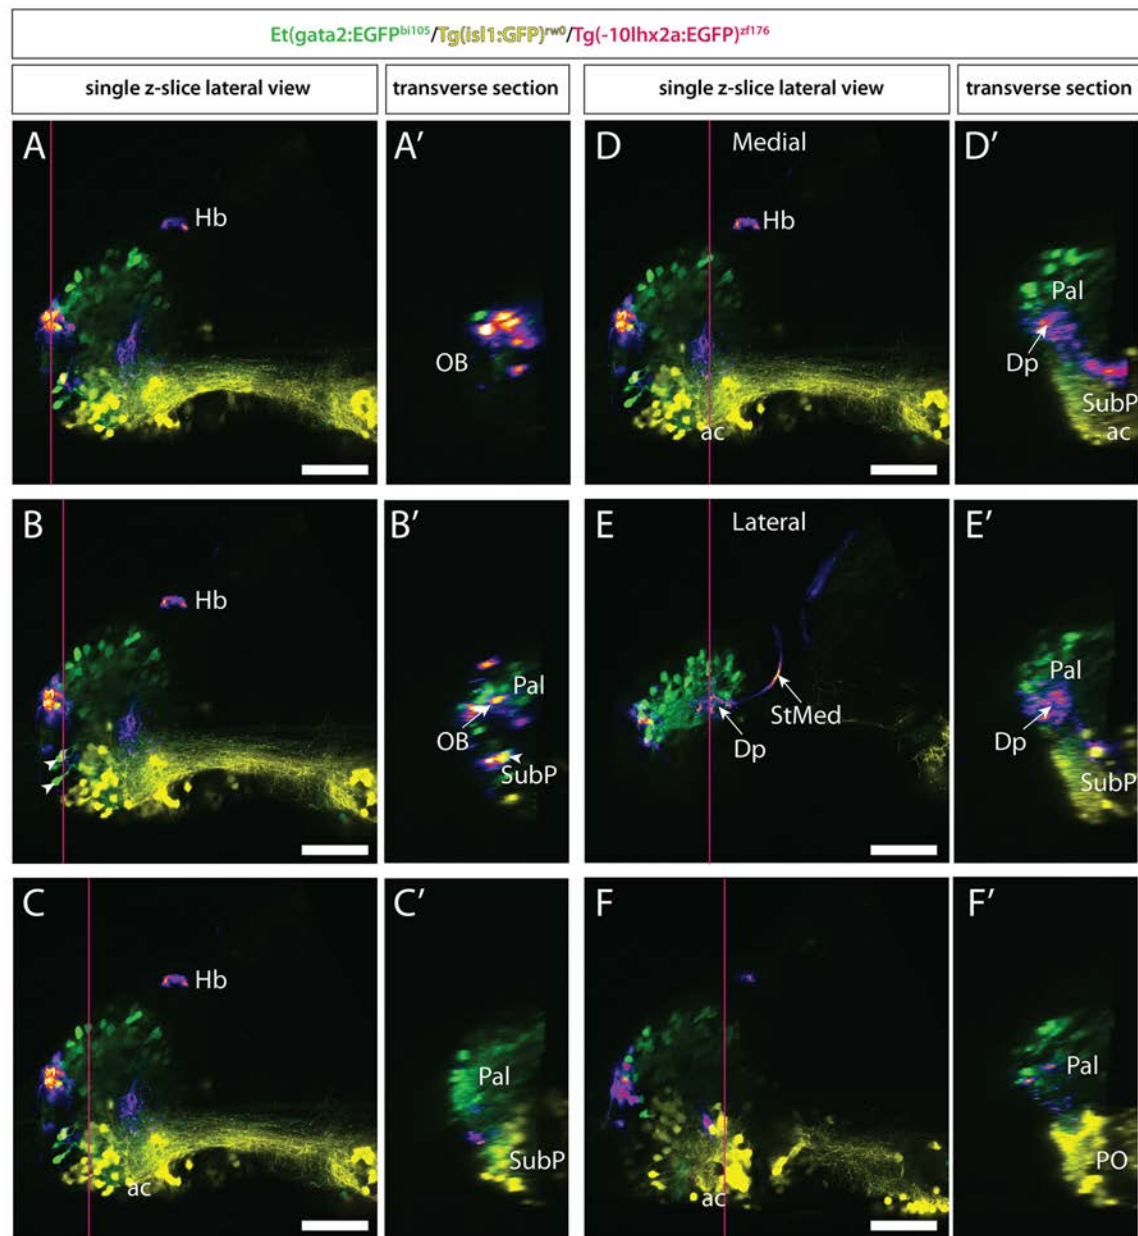 Et(gata2:EGFPbi105/Tg(isl1:GFP)rw0/Tg(-10lhx2a:EGFP)zf176
single z-slice lateral view transverse section single z-slice lateral view transverse section
A A’ D Medial D’
Hb Hb
Pal
OB Dp
SubP
ac ac
B B’ E Lateral E’
Hb
Pal Pal
StMed
OB Dp Dp
SubP SubP
C C’ F F’
Hb
Pal Pal
SubP PO
ac ac